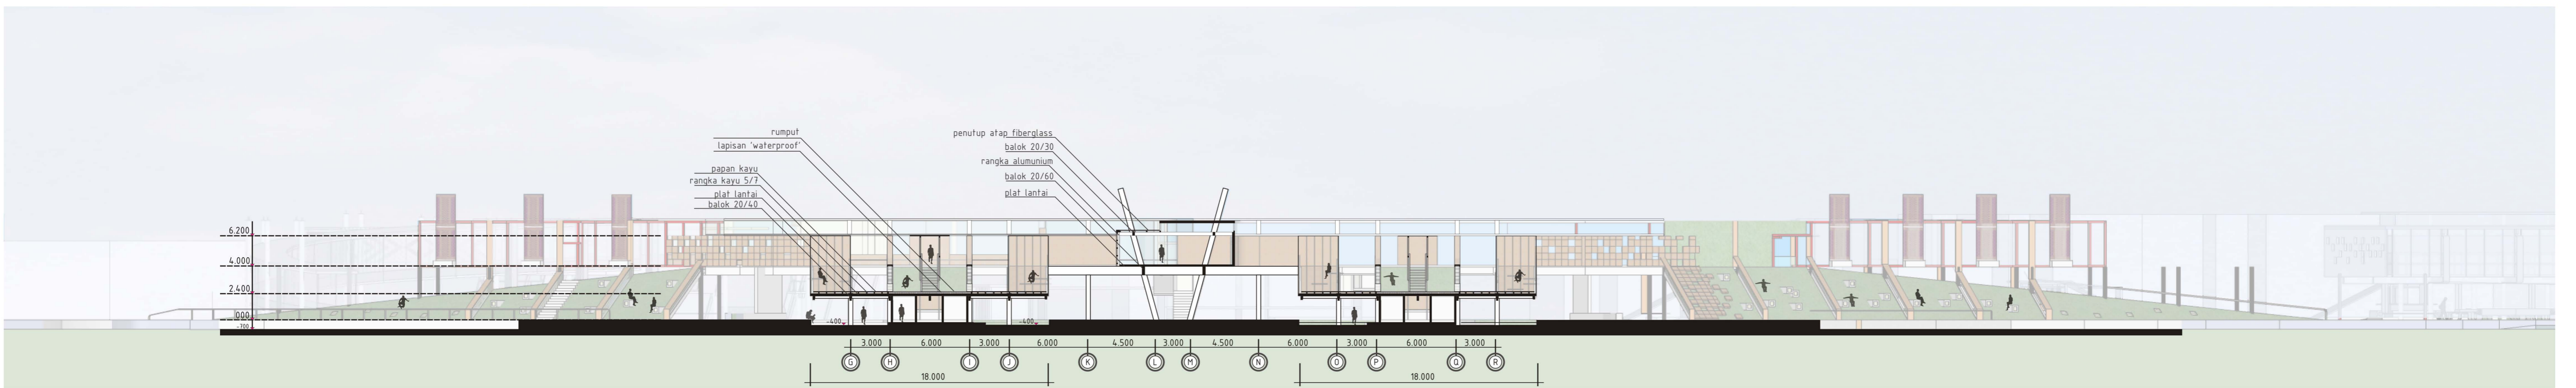 rumput
lapisan 'waterproof'
papan kayu
rangka kayu 5/7
plat lantai
balok 20/40
penutup atap fiberglass
balok 20/30
rangka alumunium
balok 20/60
plat lantai
6.200
4.000
2.400
000
-700
-400
-400
3.000 6.000 3.000 6.000 4.500 3.000 4.500 6.000 3.000 6.000 3.000
G H I J K L M N O P Q R
18.000 18.000